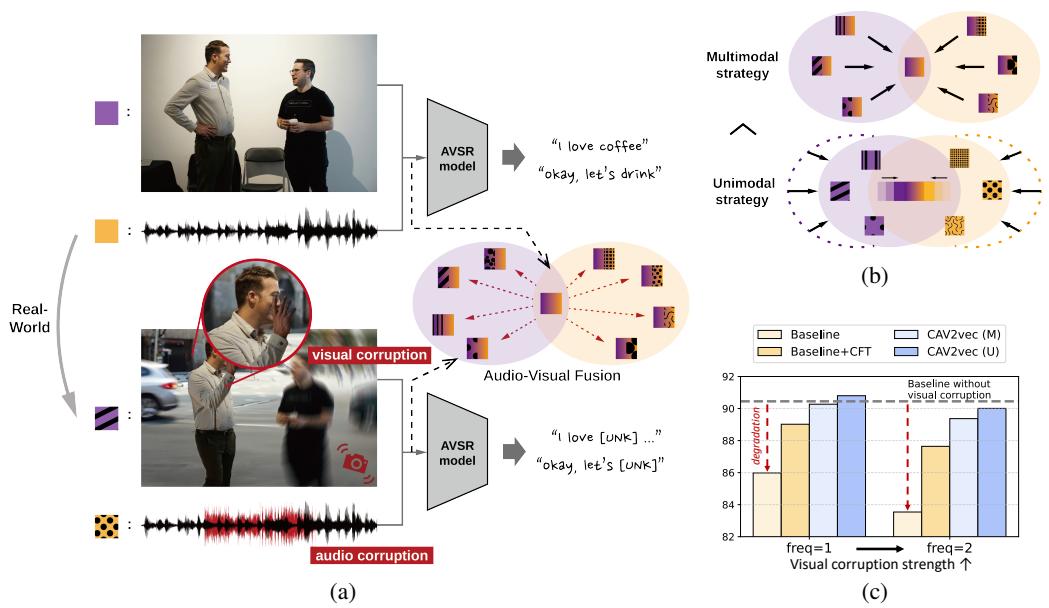 :
AVSR
model
“I love coffee”
“okay, let’s drink”
:
Real-
World
visual corruption
Audio-Visual Fusion
:
AVSR
model
“I love [UNK] ...”
“okay, let’s [UNK]”
:
audio corruption
(a)
Multimodal
strategy
Unimodal
strategy
(b)
Baseline
Baseline+CFT
CAV2vec (M)
CAV2vec (U)
92
90
88
86
84
82
degradation
Baseline without
visual corruption
freq=1
freq=2
Visual corruption strength ↑
(c)